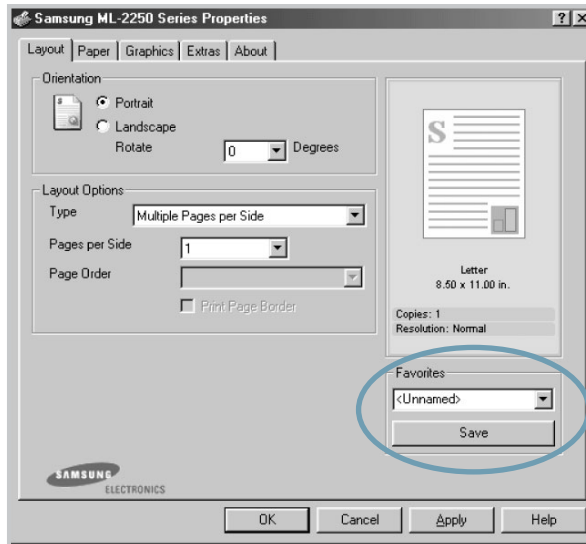 Samsung ML-2250 Series Properties
Layout Paper Graphics Extras About
Orientation
Portrait
Landscape
Rotate 0 Degrees
Layout Options
Type Multiple Pages per Side
Pages per Side 1
Page Order
Print Page Border
S
Letter
8.50 x 11.00 in.
Copies: 1
Resolution: Normal
Favorites
<Unnamed>
Save
SAMSUNG
ELECTRONICS
OK Cancel Apply Help